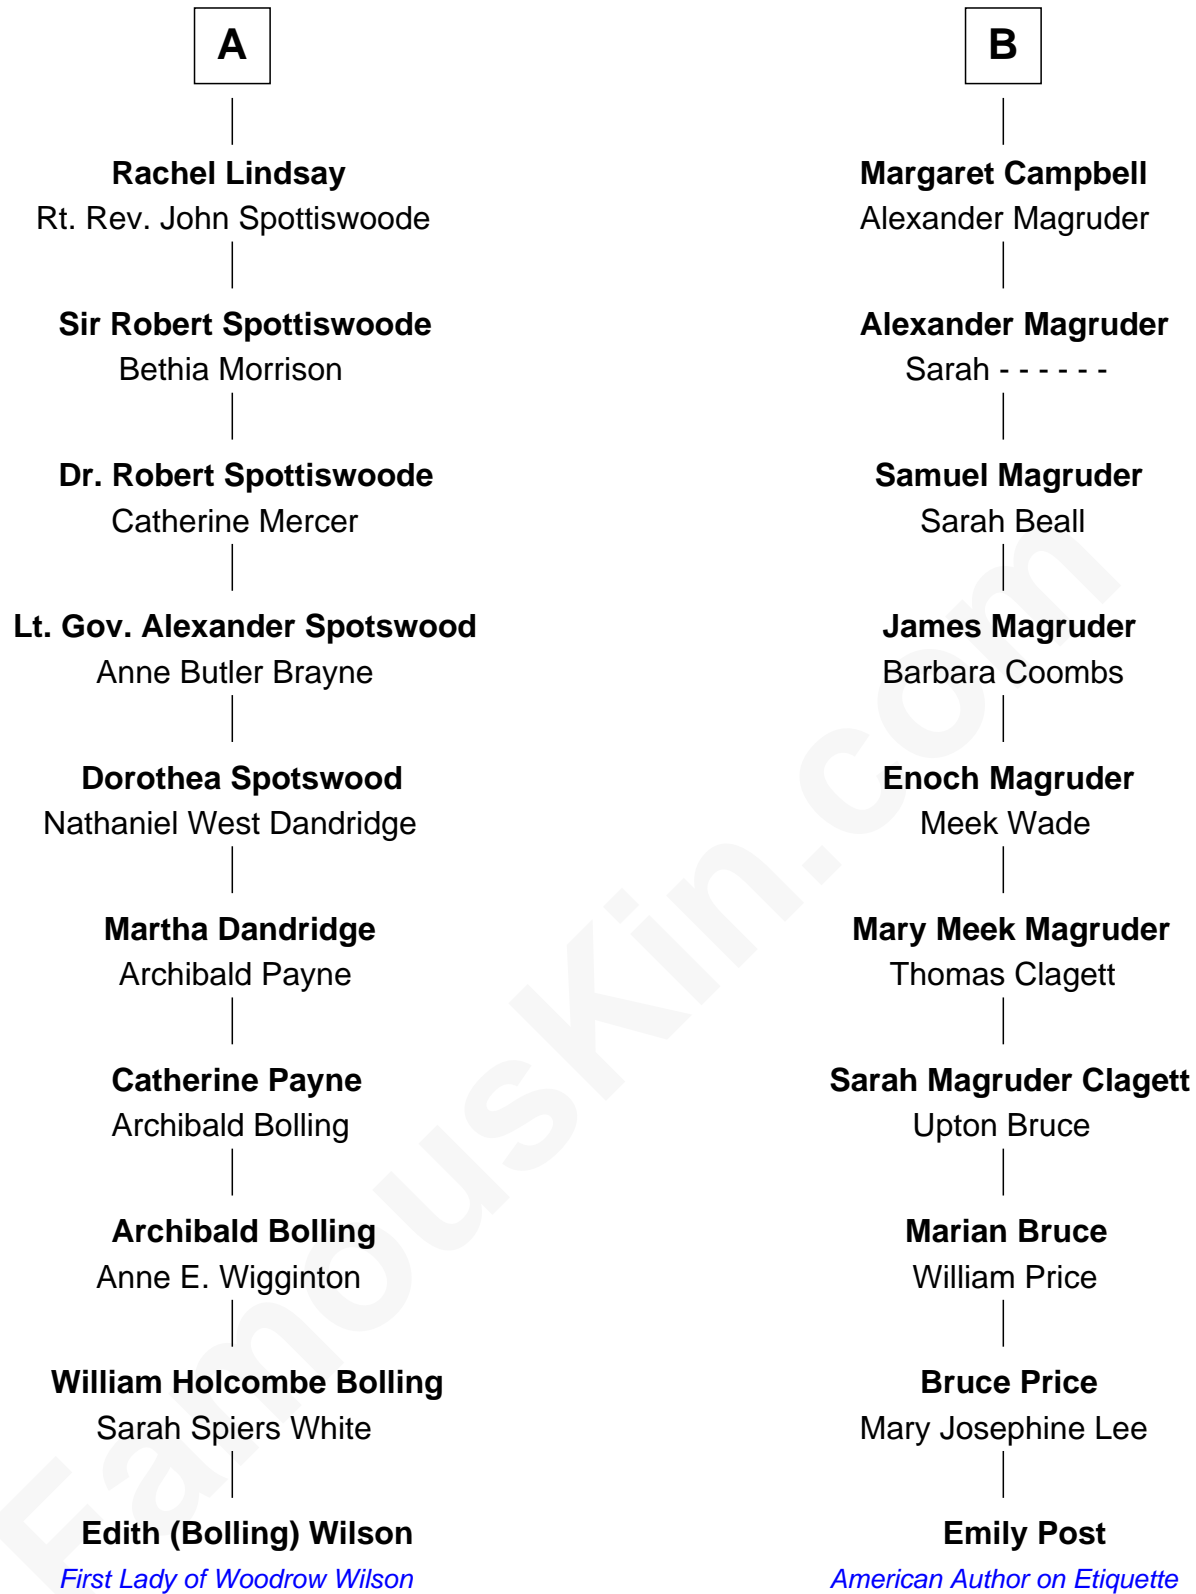 A
Rachel Lindsay
Rt. Rev. John Spottiswoode
Sir Robert Spottiswoode
Bethia Morrison
Dr. Robert Spottiswoode
Catherine Mercer
Lt. Gov. Alexander Spotswood
Anne Butler Brayne
Dorothea Spotswood
Nathaniel West Dandridge
Martha Dandridge
Archibald Payne
Catherine Payne
Archibald Bolling
Archibald Bolling
Anne E. Wigginton
William Holcombe Bolling
Sarah Spiers White
Edith (Bolling) Wilson
First Lady of Woodrow Wilson
B
Margaret Campbell
Alexander Magruder
Alexander Magruder
Sarah - - - - - -
Samuel Magruder
Sarah Beall
James Magruder
Barbara Coombs
Enoch Magruder
Meek Wade
Mary Meek Magruder
Thomas Clagett
Sarah Magruder Clagett
Upton Bruce
Marian Bruce
William Price
Bruce Price
Mary Josephine Lee
Emily Post
American Author on Etiquette
FamousKin.com